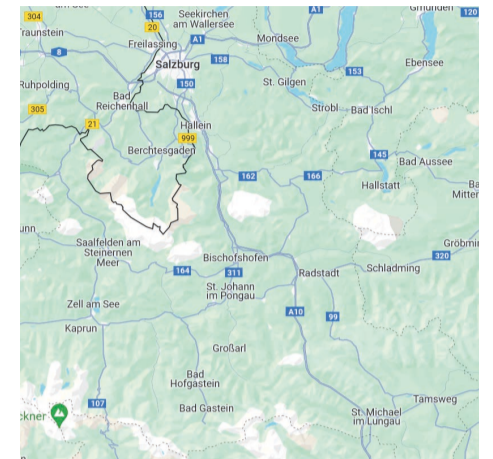 am See
304
156
Seekirchen
am Wallersee
A1
Gmunden
120
Traunstein
20
Mondsee
8
Freilassing
A1
Ebensee
Salzburg
158
153
Ruhpolding
150
St. Gilgen
Bad
Reichenhall
Strobl
Bad Ischl
305
21
Hallein
999
Berchtesgaden
145
Bad Aussee
162
166
Hallstatt
Ba
Mitter
Saalfelden am
Steinernen
Meer
Gröbmi
Bischofshofen
320
164
311
Radstadt
Schladming
St. Johann
im Pongau
Zell am See
A10
99
Kaprun
Großarl
Bad
Hofgastein
107
Bad Gastein
Tamsweg
ckner
St. Michael
im Lungau